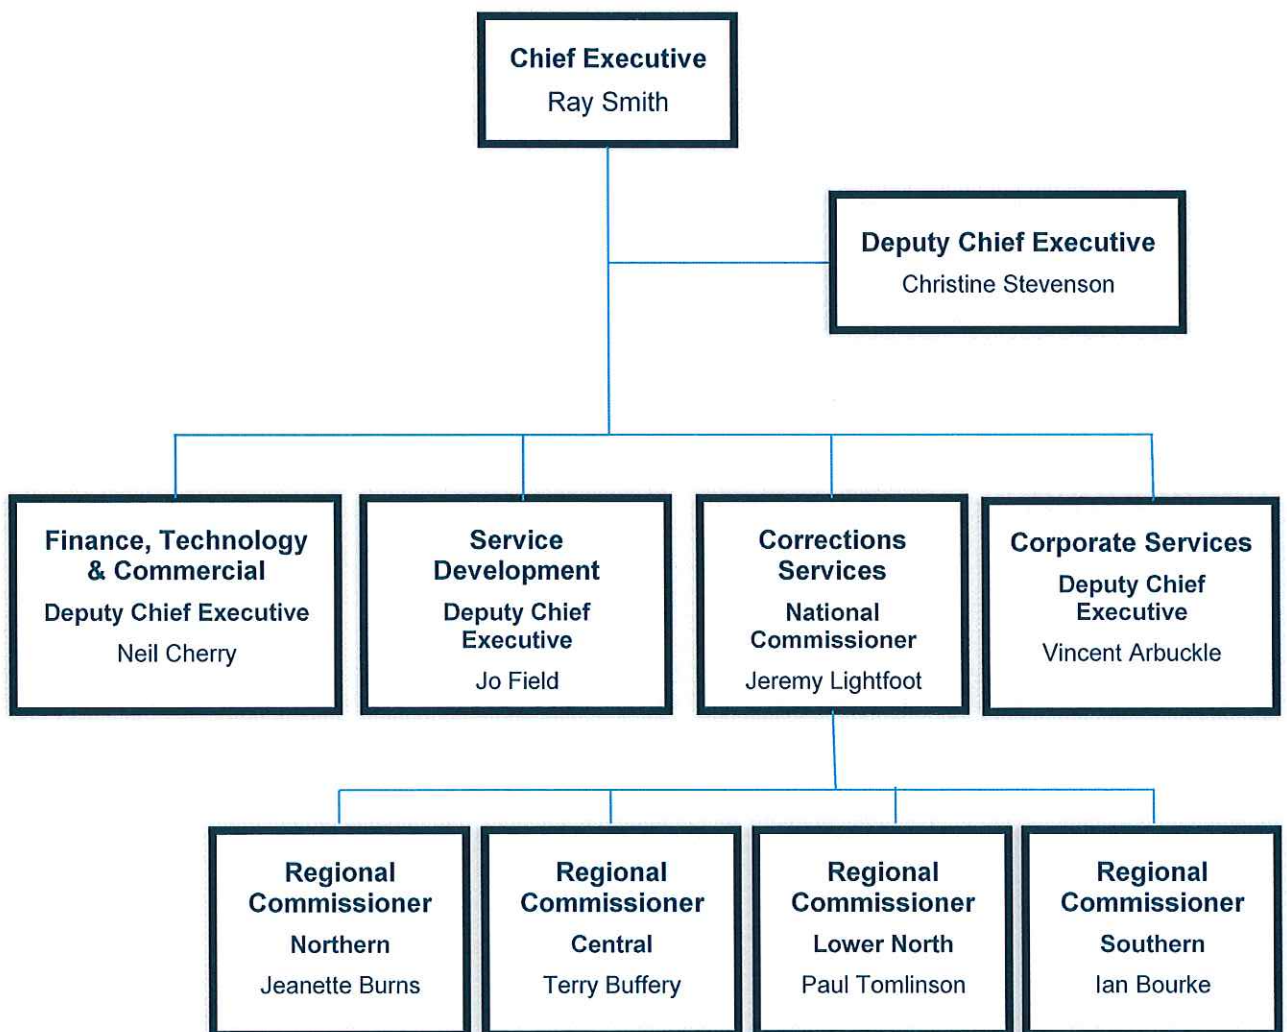 Chief Executive
Ray Smith
Deputy Chief Executive
Christine Stevenson
Finance, Technology
& Commercial
Deputy Chief Executive
Neil Cherry
Service
Development
Deputy Chief
Executive
Jo Field
Corrections
Services
National
Commissioner
Jeremy Lightfoot
Corporate Services
Deputy Chief
Executive
Vincent Arbuckle
Regional
Commissioner
Northern
Jeanette Burns
Regional
Commissioner
Central
Terry Buffery
Regional
Commissioner
Lower North
Paul Tomlinson
Regional
Commissioner
Southern
Ian Bourke